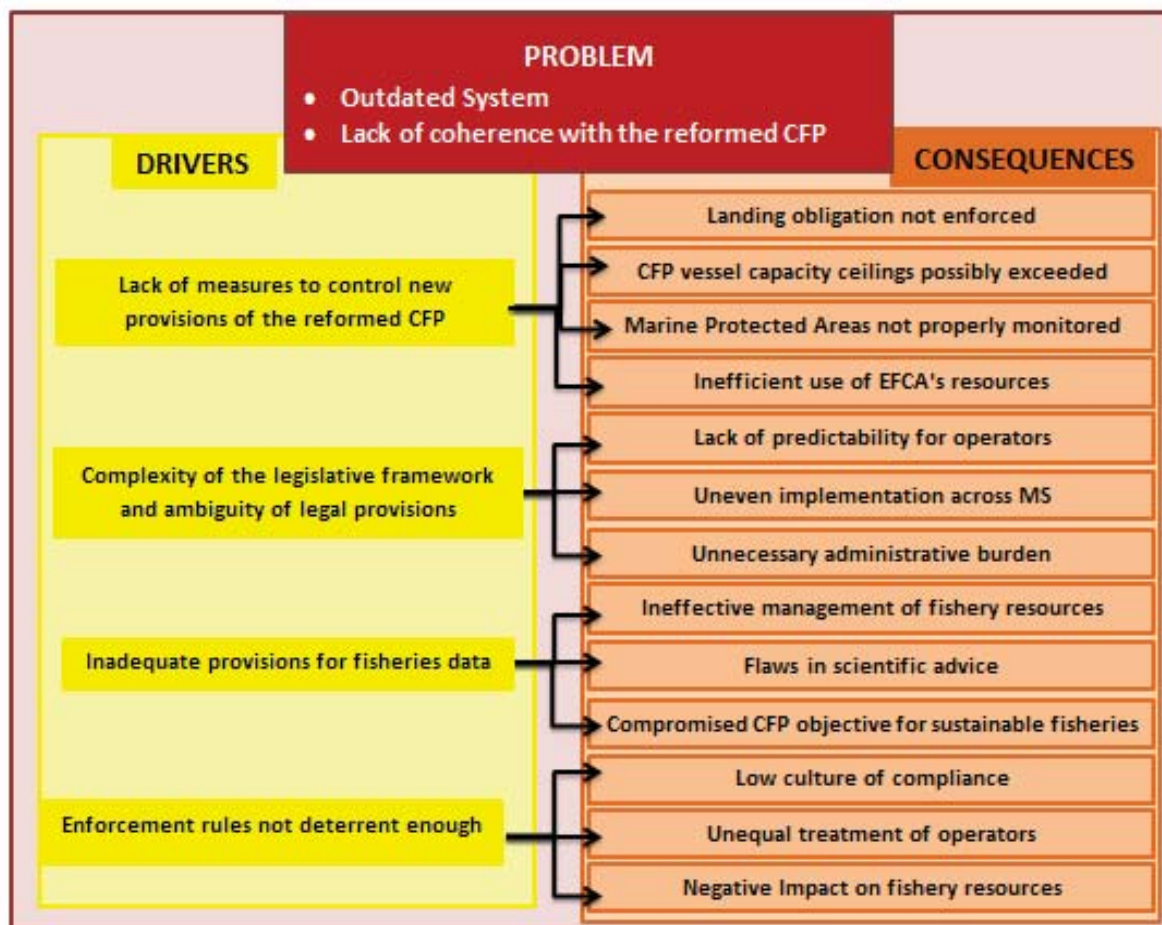 PROBLEM
• Outdated System
• Lack of coherence with the reformed CFP
DRIVERS
Lack of measures to control new
provisions of the reformed CFP
Complexity of the legislative framework
and ambiguity of legal provisions
Inadequate provisions for fisheries data
Enforcement rules not deterrent enough
CONSEQUENCES
Landing obligation not enforced
CFP vessel capacity ceilings possibly exceeded
Marine Protected Areas not properly monitored
Inefficient use of EFCA's resources
Lack of predictability for operators
Uneven implementation across MS
Unnecessary administrative burden
Ineffective management of fishery resources
Flaws in scientific advice
Compromised CFP objective for sustainable fisheries
Low culture of compliance
Unequal treatment of operators
Negative Impact on fishery resources